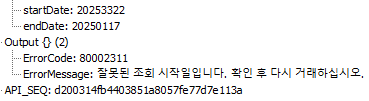 startDate: 20253322
endDate: 20250117
Output {} (2)
ErrorCode: 80002311
ErrorMessage: 잘못된 조회 시작일입니다. 확인 후 다시 거래하십시오.
API_SEQ: d200314fb4403851a8057fe77d7e113a